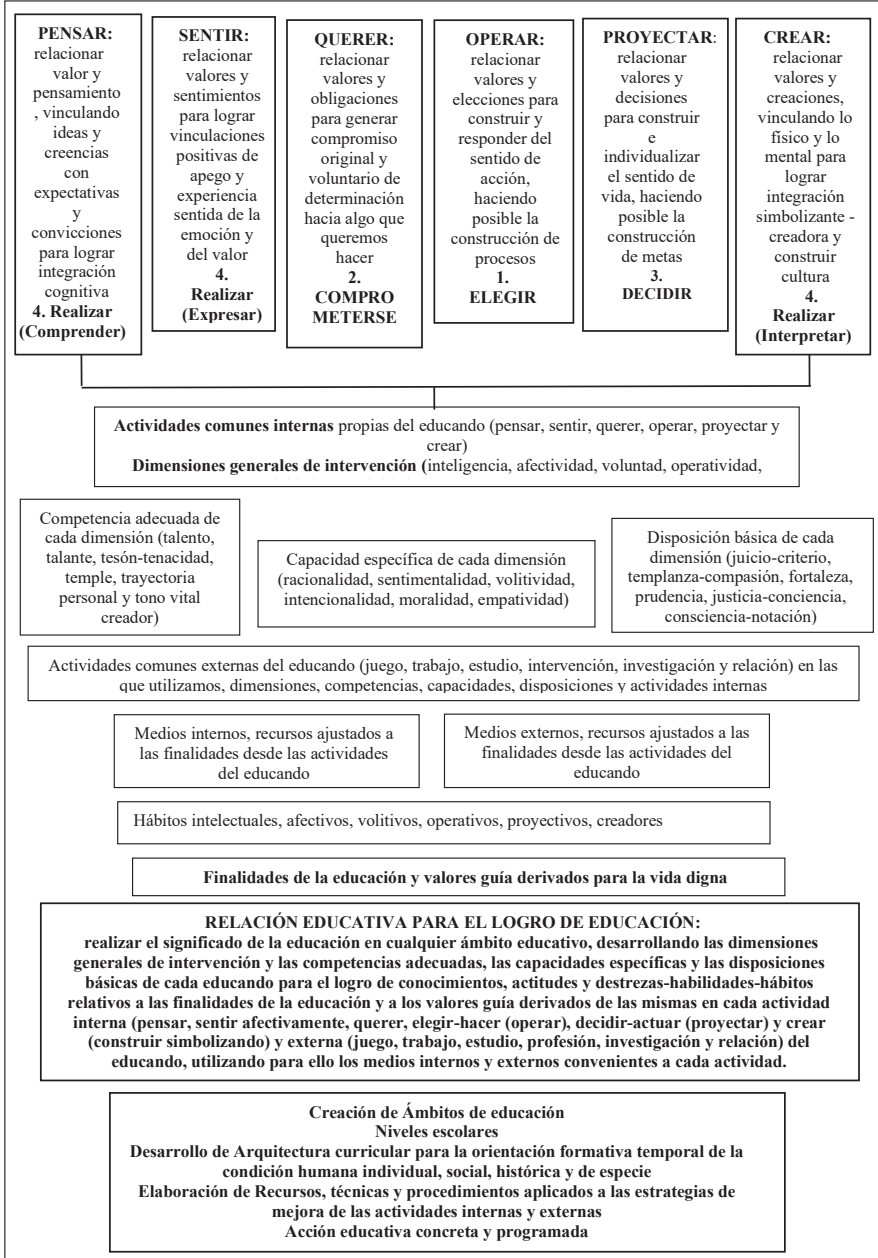 PENSAR:
relacionar
valor y
pensamiento
, vinculando
ideas y
creencias
con
expectativas
y
convicciones
para lograr
integración
cognitiva
4. Realizar
(Comprender)
SENTIR:
relacionar
valores y
sentimientos
para lograr
vinculaciones
positivas de
apego y
experiencia
sentida de la
emoción y
del valor
4.
Realizar
(Expresar)
QUERER:
relacionar
valores y
obligaciones
para generar
compromiso
original y
voluntario de
determinación
hacia algo que
queremos
hacer
2.
COMPRO
METERSE
OPERAR:
relacionar
valores y
elecciones para
construir y
responder del
sentido de
acción,
haciendo
posible la
construcción de
procesos
1.
ELEGIR
PROYECTAR:
relacionar
valores y
decisiones
para construir
e
individualizar
el sentido de
vida, haciendo
posible la
construcción
de metas
3.
DECIDIR
CREAR:
relacionar
valores y
creaciones,
vinculando lo
físico y lo
mental para
lograr
integración
simbolizante -
creadora y
construir
cultura
4.
Realizar
(Interpretar)
Actividades comunes internas propias del educando (pensar, sentir, querer, operar, proyectar y
crear)
Dimensiones generales de intervención (inteligencia, afectividad, voluntad, operatividad,
Competencia adecuada de
cada dimensión (talento,
talante, tesón-tenacidad,
temple, trayectoria
personal y tono vital
creador)
Capacidad específica de cada dimensión
(racionalidad, sentimentalidad, volitividad,
intencionalidad, moralidad, empatividad)
Disposición básica de cada
dimensión (juicio-criterio,
templanza-compasión, fortaleza,
prudencia, justicia-conciencia,
consciencia-notación)
Actividades comunes externas del educando (juego, trabajo, estudio, intervención, investigación y relación) en las
que utilizamos, dimensiones, competencias, capacidades, disposiciones y actividades internas
Medios internos, recursos ajustados a
las finalidades desde las actividades
del educando
Medios externos, recursos ajustados a las
finalidades desde las actividades del
educando
Hábitos intelectuales, afectivos, volitivos, operativos, proyectivos, creadores
Finalidades de la educación y valores guía derivados para la vida digna
RELACIÓN EDUCATIVA PARA EL LOGRO DE EDUCACIÓN:
realizar el significado de la educación en cualquier ámbito educativo, desarrollando las dimensiones
generales de intervención y las competencias adecuadas, las capacidades específicas y las disposiciones
básicas de cada educando para el logro de conocimientos, actitudes y destrezas-habilidades-hábitos
relativos a las finalidades de la educación y a los valores guía derivados de las mismas en cada actividad
interna (pensar, sentir afectivamente, querer, elegir-hacer (operar), decidir-actuar (proyectar) y crear
(construir simbolizando) y externa (juego, trabajo, estudio, profesión, investigación y relación) del
educando, utilizando para ello los medios internos y externos convenientes a cada actividad.
Creación de Ámbitos de educación
Niveles escolares
Desarrollo de Arquitectura curricular para la orientación formativa temporal de la
condición humana individual, social, histórica y de especie
Elaboración de Recursos, técnicas y procedimientos aplicados a las estrategias de
mejora de las actividades internas y externas
Acción educativa concreta y programada